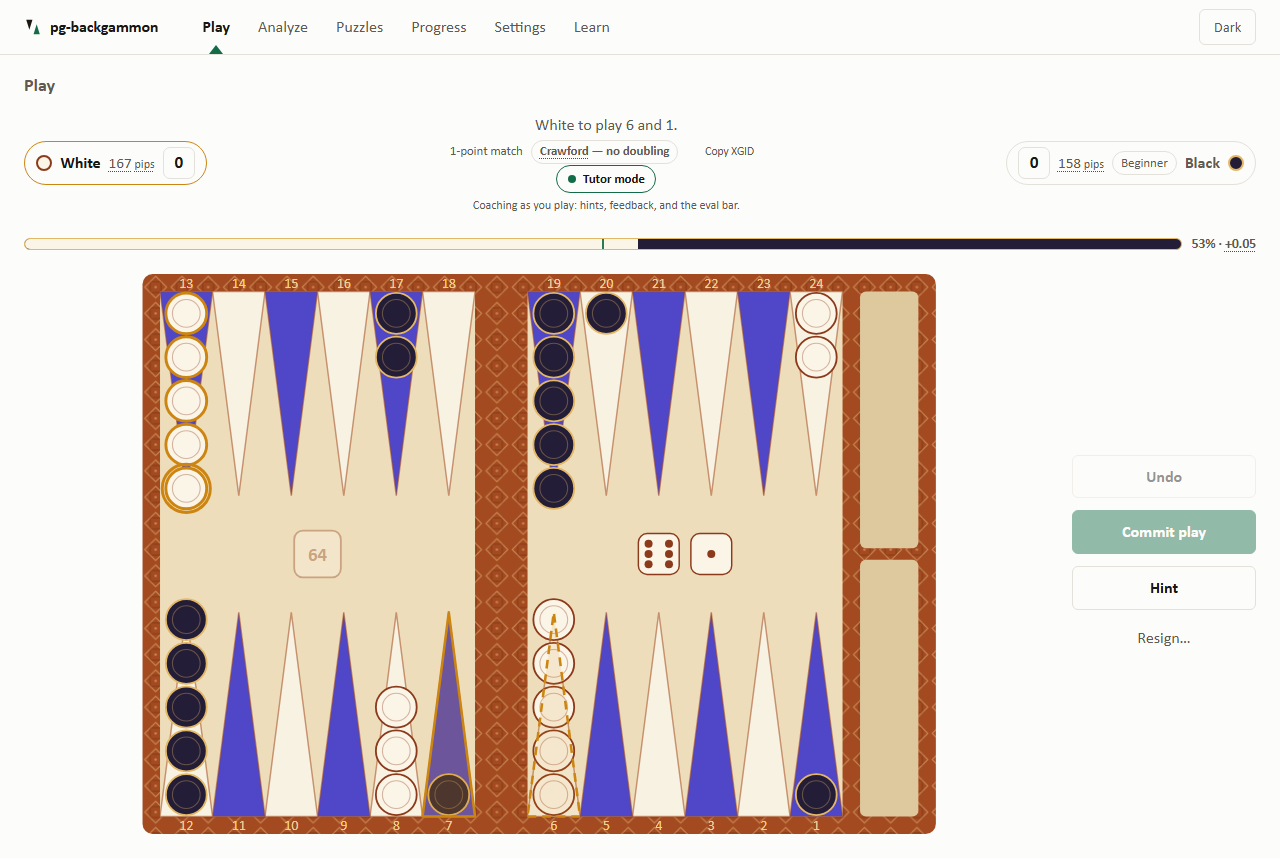 pg-backgammon Play Analyze Puzzles Progress Settings Learn Dark
Play
White to play 6 and 1.
1-point match Crawford — no doubling Copy XGID
White 167 pips 0
0 158 pips Beginner Black
Tutor mode
Coaching as you play: hints, feedback, and the eval bar.
53% · +0.05
13 14 15 16 17 18 19 20 21 22 23 24
64
Undo
Commit play
Hint
Resign...
12 11 10 9 8 7 6 5 4 3 2 1